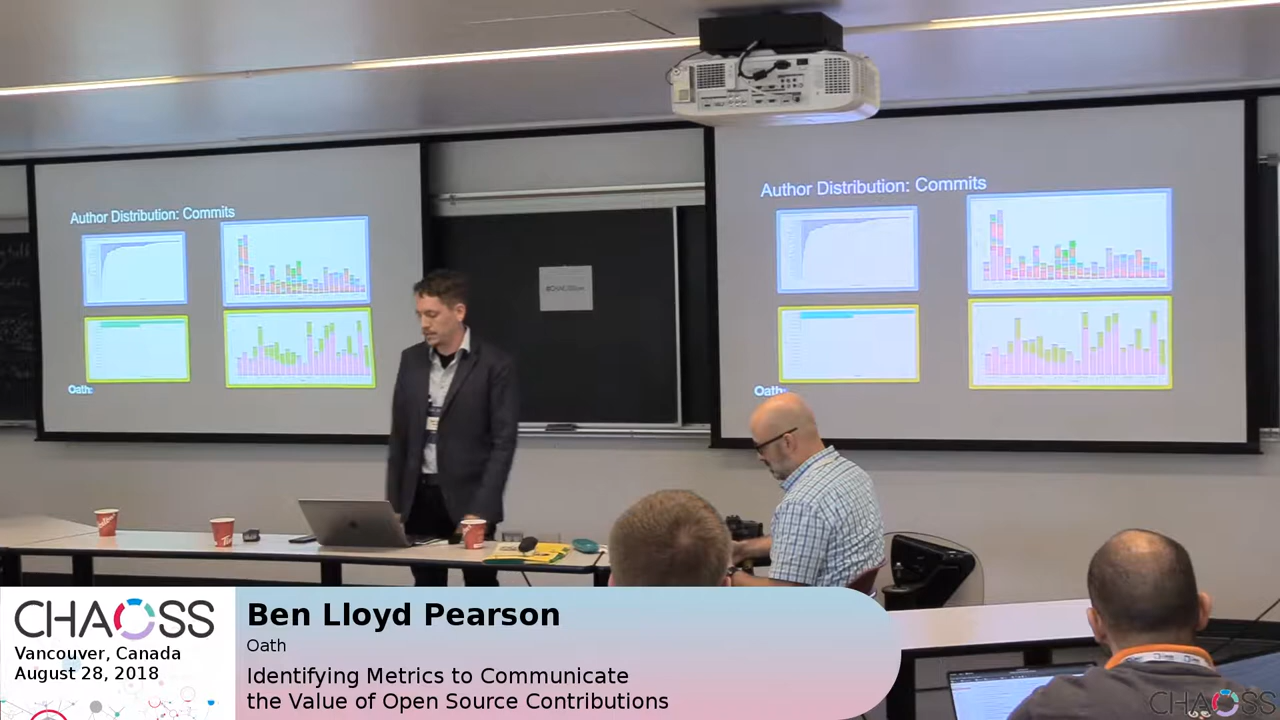 Author Distribution: Commits
Oath:
Author Distribution: Commits
Oath:
CHAOSS
Vancouver, Canada
August 28, 2018
Ben Lloyd Pearson
Oath
Identifying Metrics to Communicate
the Value of Open Source Contributions
CHAOSS